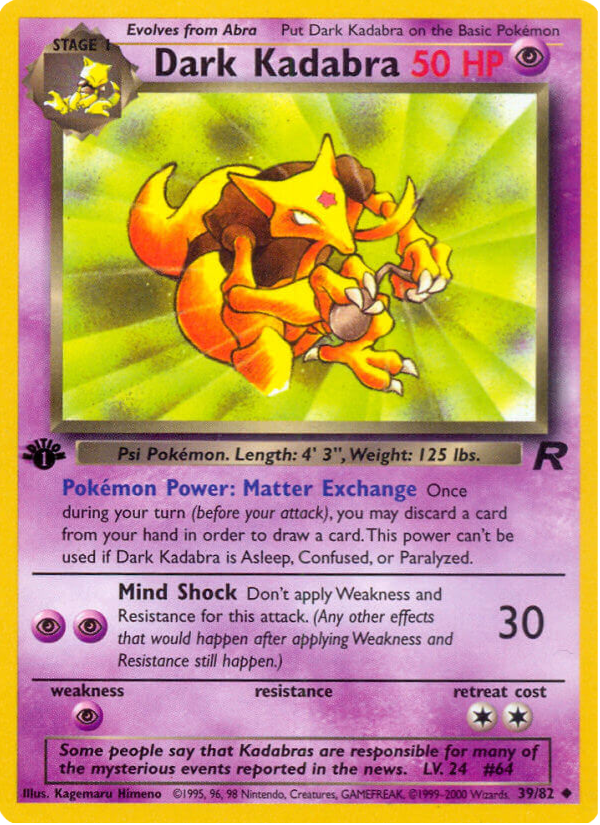 Evolves from Abra Put Dark Kadabra on the Basic Pokémon
STAGE 1
Dark Kadabra 50 HP
EDITION
1
Psi Pokémon. Length: 4' 3", Weight: 125 lbs.
R
Pokémon Power: Matter Exchange Once
during your turn (before your attack), you may discard a card
from your hand in order to draw a card. This power can't be
used if Dark Kadabra is Asleep, Confused, or Paralyzed.
Mind Shock Don't apply Weakness and
Resistance for this attack. (Any other effects
that would happen after applying Weakness and
Resistance still happen.)
30
weakness resistance retreat cost
Some people say that Kadabras are responsible for many of
the mysterious events reported in the news. LV. 24 #64
Illus. Kagemaru Himeno ©1995, 96, 98 Nintendo, Creatures, GAMEFREAK. ©1999-2000 Wizards. 39/82